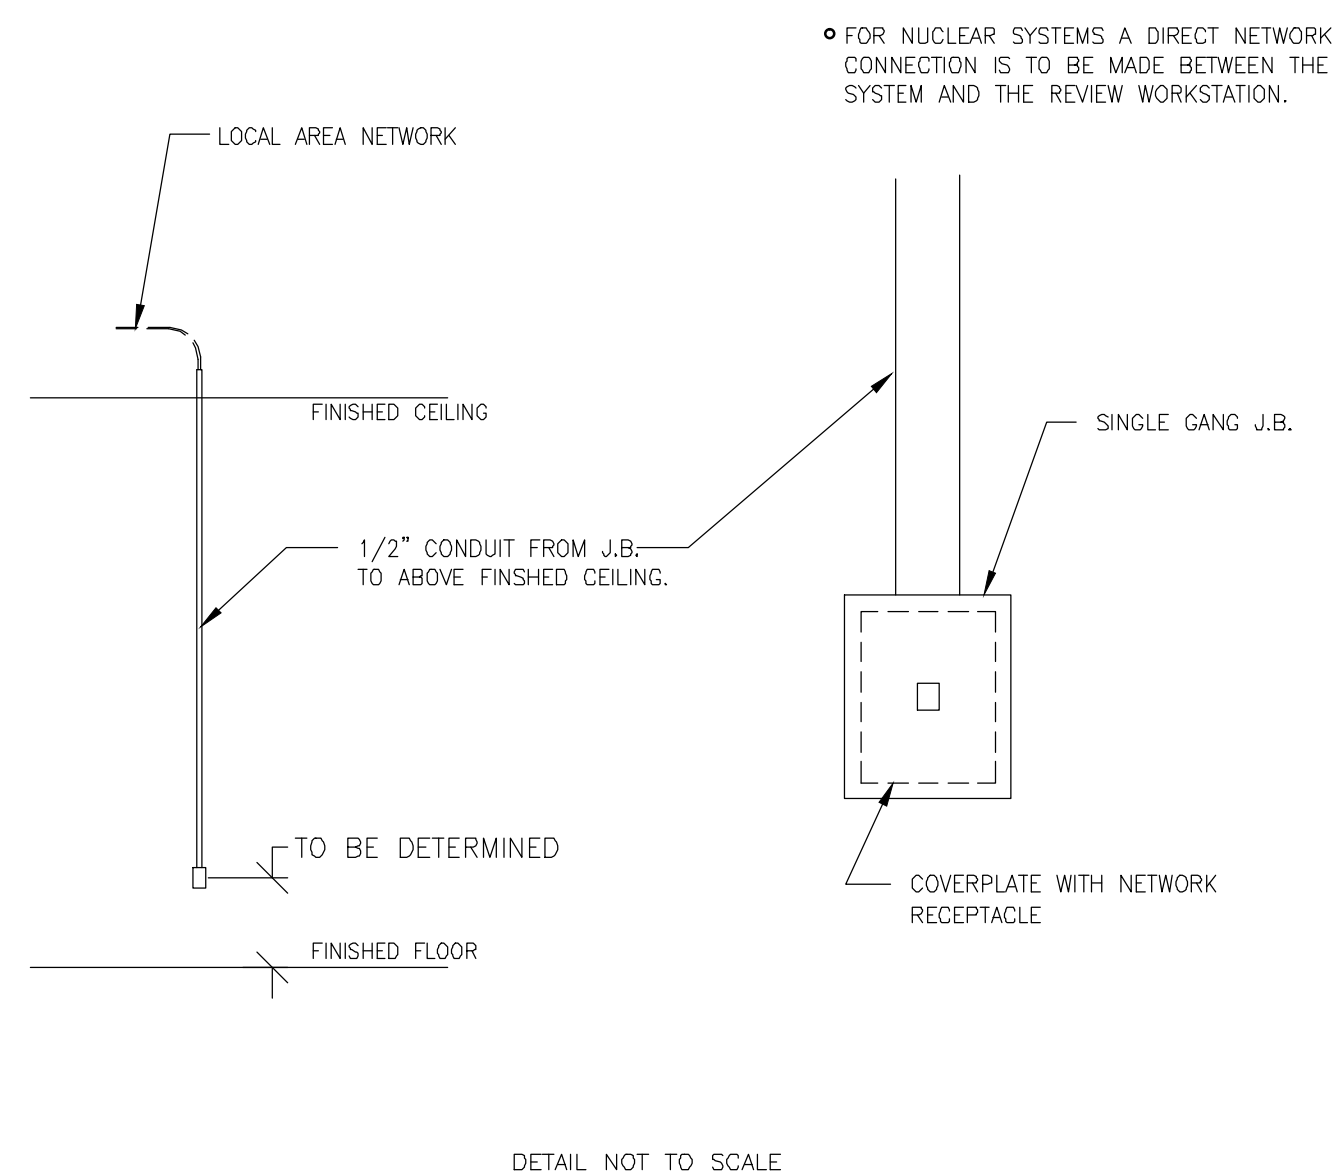 FOR NUCLEAR SYSTEMS A DIRECT NETWORK
CONNECTION IS TO BE MADE BETWEEN THE
SYSTEM AND THE REVIEW WORKSTATION.
LOCAL AREA NETWORK
FINISHED CEILING
SINGLE GANG J.B.
1/2" CONDUIT FROM J.B.
TO ABOVE FINSHED CEILING.
TO BE DETERMINED
COVERPLATE WITH NETWORK
RECEPTACLE
FINISHED FLOOR
DETAIL NOT TO SCALE